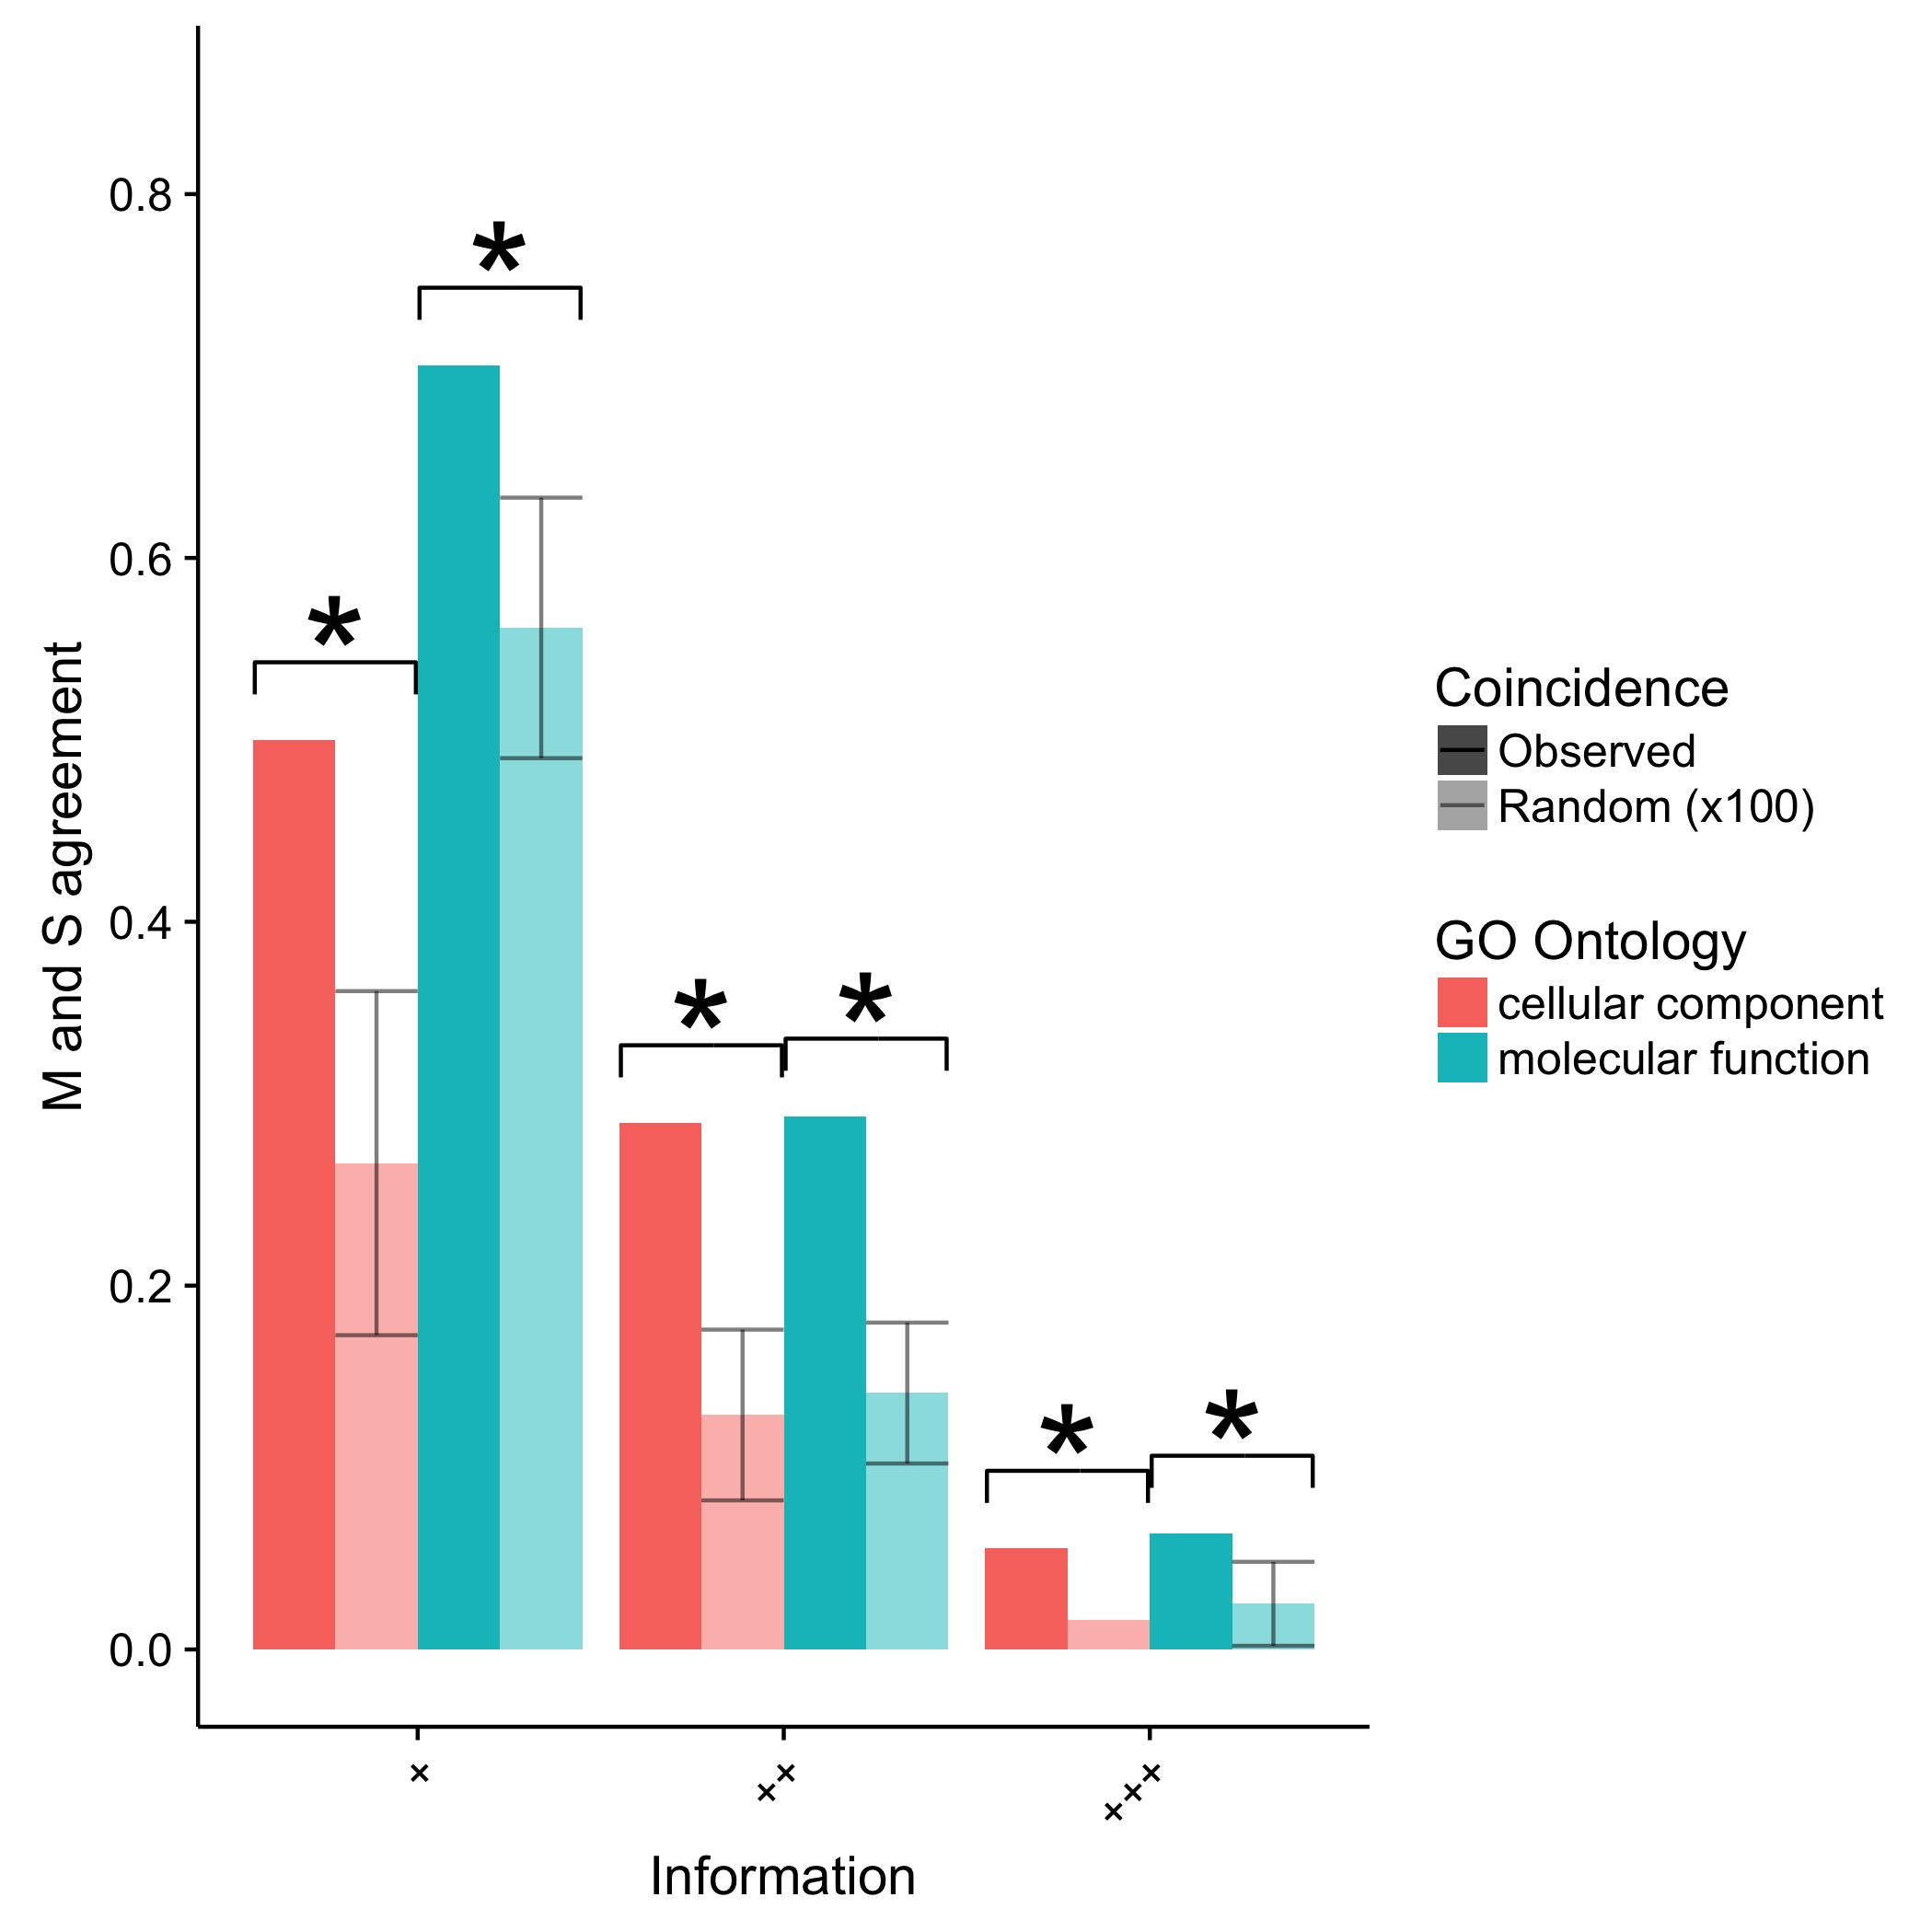 M and S agreement
0.8
0.6
0.4
0.2
0.0
*
*
*
*
*
*
+
++
+++
Information
Coincidence
Observed
Random (x100)
GO Ontology
cellular component
molecular function